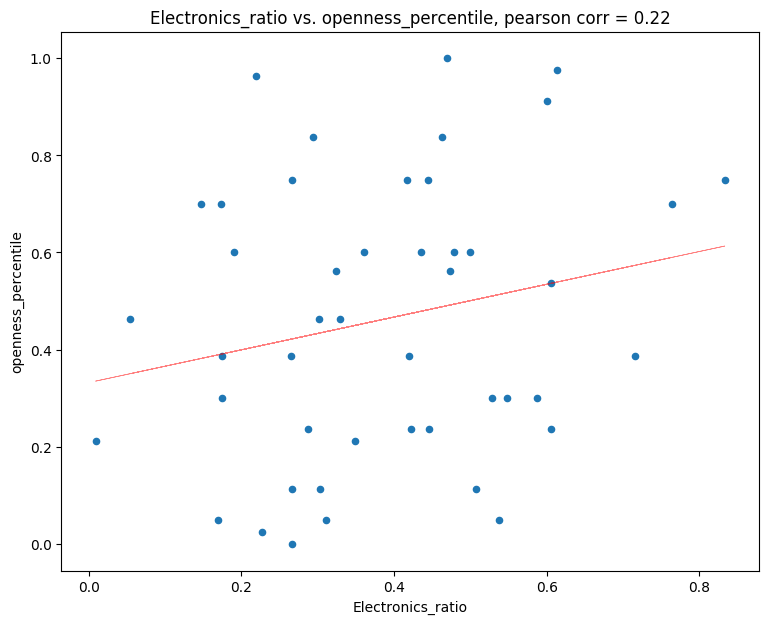 Electronics_ratio vs. openness_percentile, pearson corr = 0.22
openness_percentile
1.0
0.8
0.6
0.4
0.2
0.0
0.0 0.2 0.4 0.6 0.8
Electronics_ratio